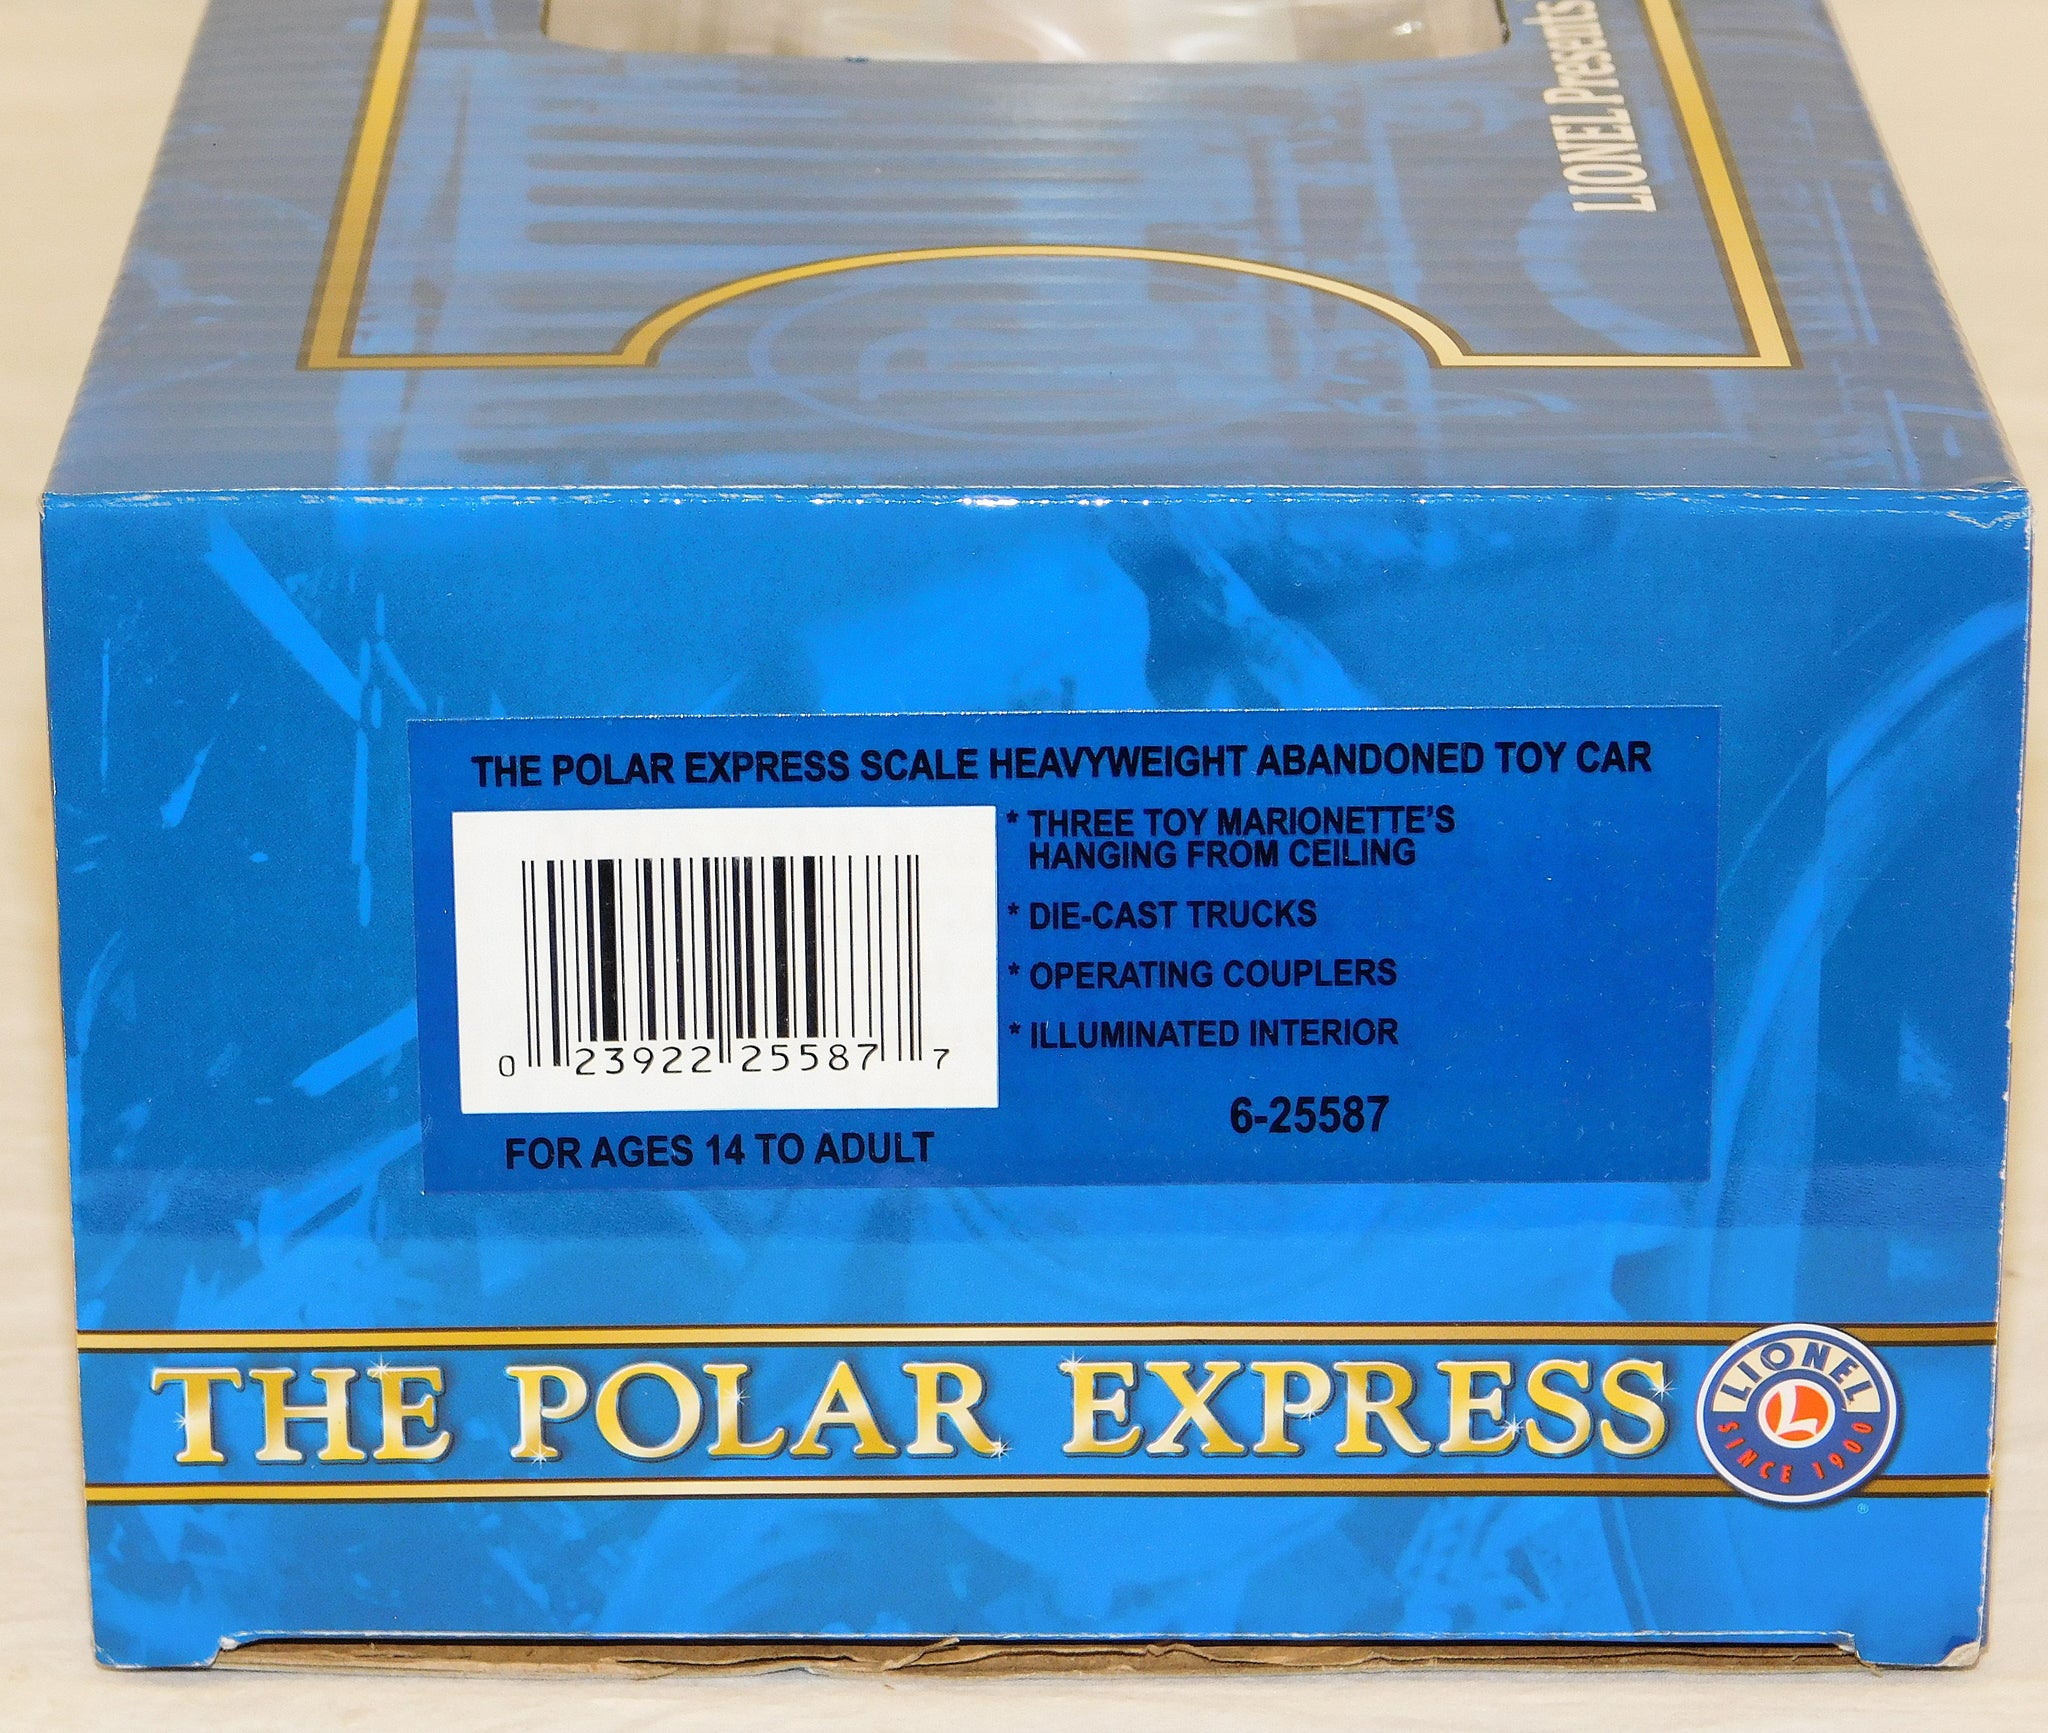 LIONEL Presents
THE POLAR EXPRESS SCALE HEAVYWEIGHT ABANDONED TOY CAR
* THREE TOY MARIONETTE'S
HANGING FROM CEILING
* DIE-CAST TRUCKS
* OPERATING COUPLERS
* ILLUMINATED INTERIOR
0 23922 25587 7
6-25587
FOR AGES 14 TO ADULT
THE POLAR EXPRESS
LIONEL
SINCE 1900
®